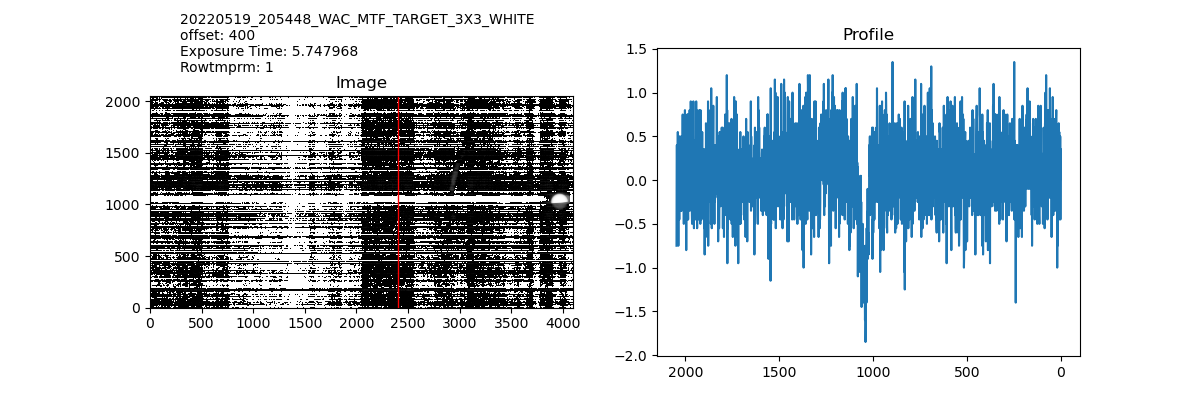 20220519_205448_WAC_MTF_TARGET_3X3_WHITE
offset: 400
Exposure Time: 5.747968
Rowtmprm: 1
Image
2000
1500
1000
500
0
0 500 1000 1500 2000 2500 3000 3500 4000
Profile
1.5
1.0
0.5
0.0
−0.5
−1.0
−1.5
−2.0
2000 1500 1000 500 0